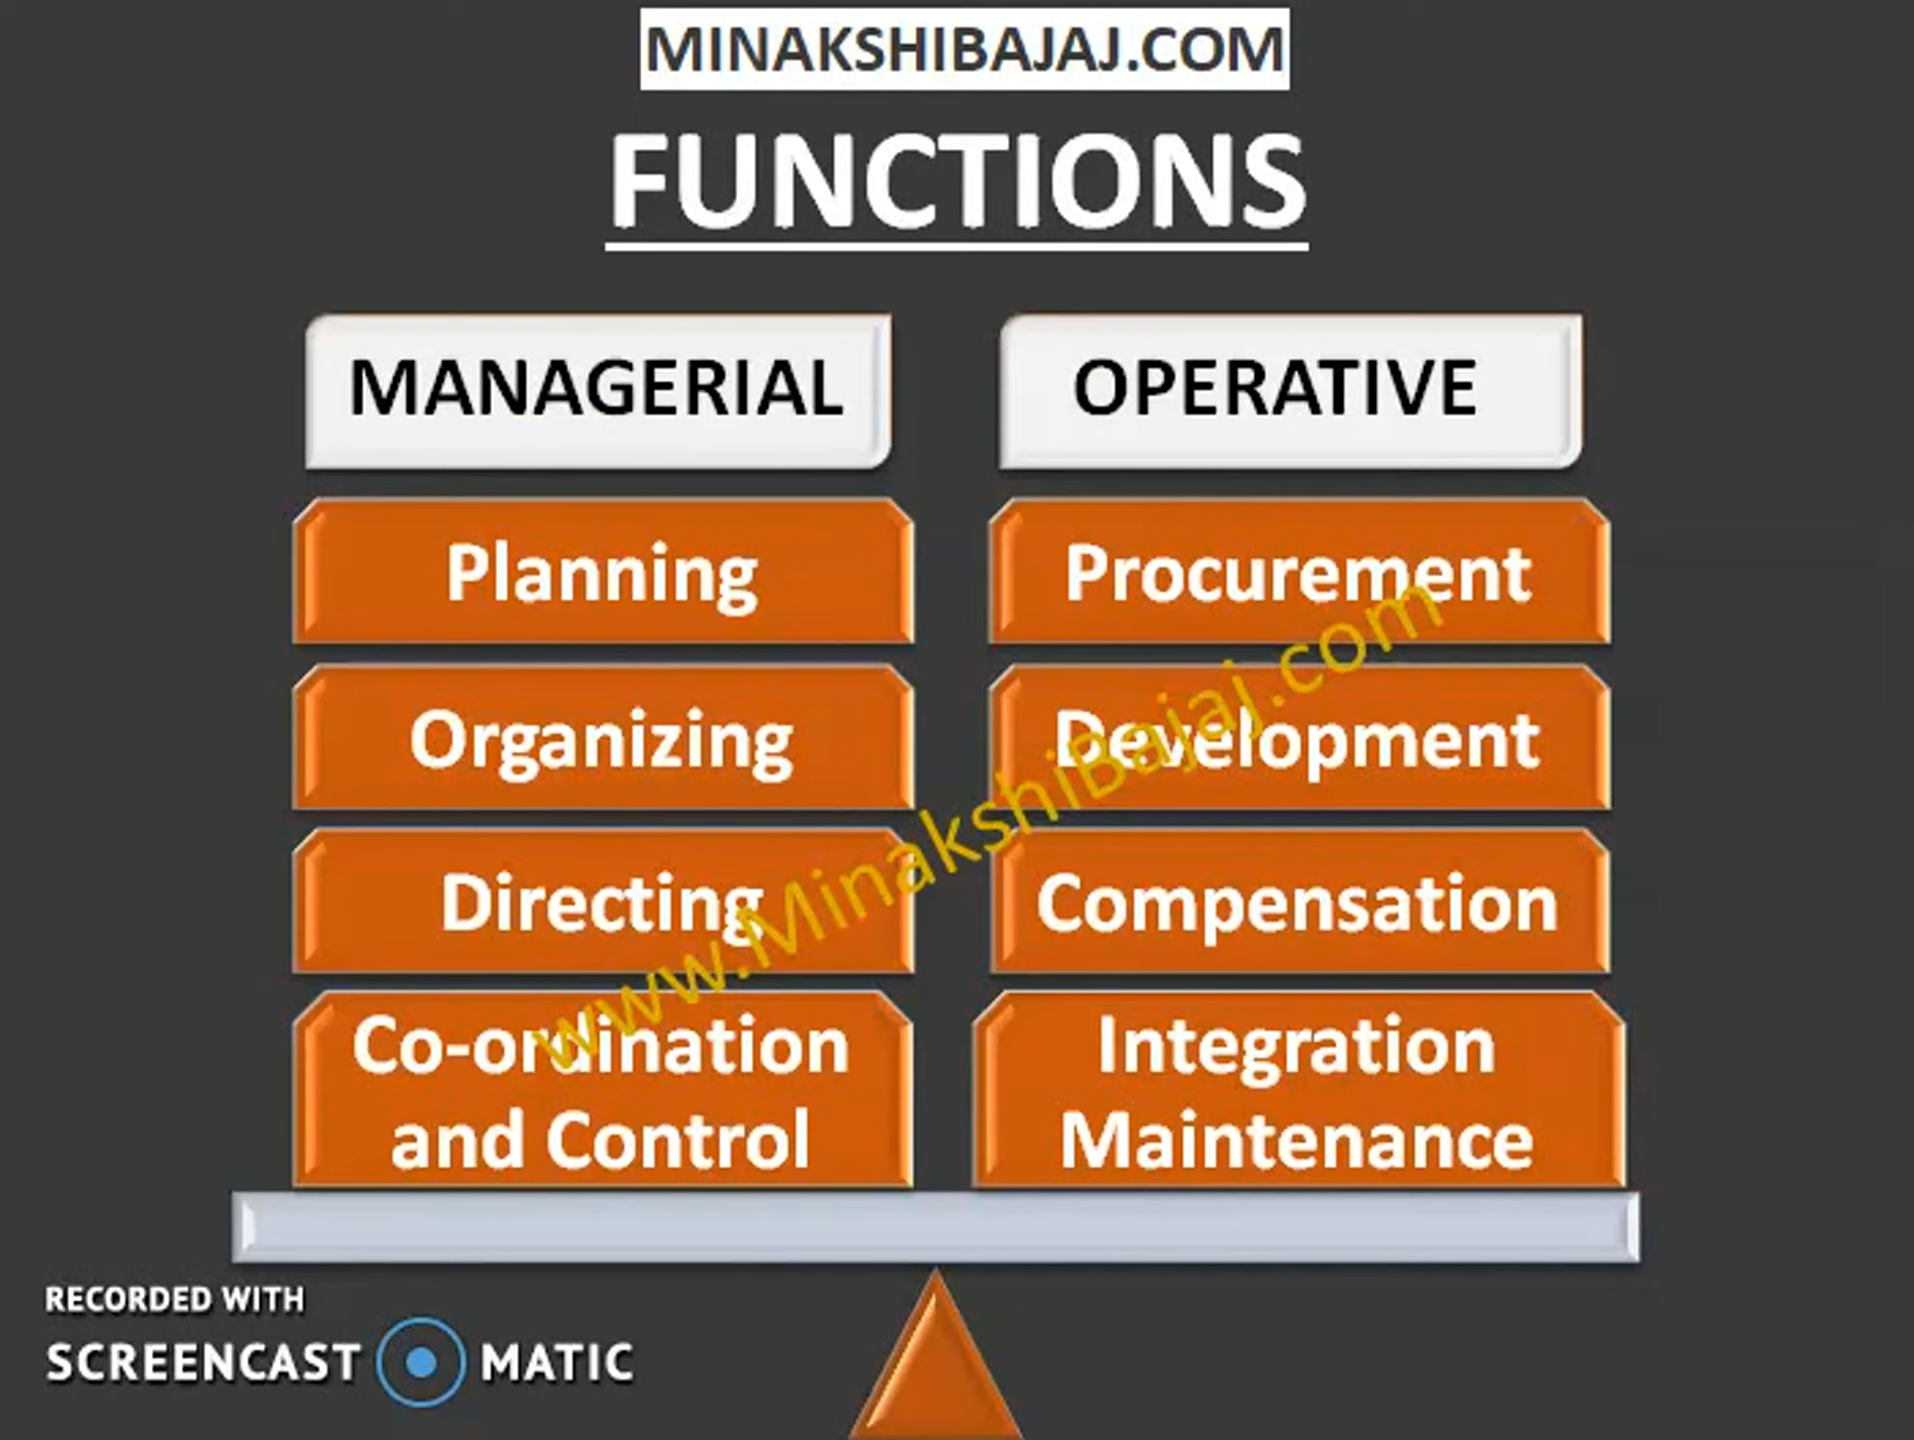 MINAKSHIBAJAJ.COM
FUNCTIONS
MANAGERIAL
Planning
Organizing
Directing
Co-ordination
and Control
OPERATIVE
Procurement
Development
Compensation
Integration
Maintenance
www.MinakshiBajaj.com
RECORDED WITH
SCREENCAST MATIC